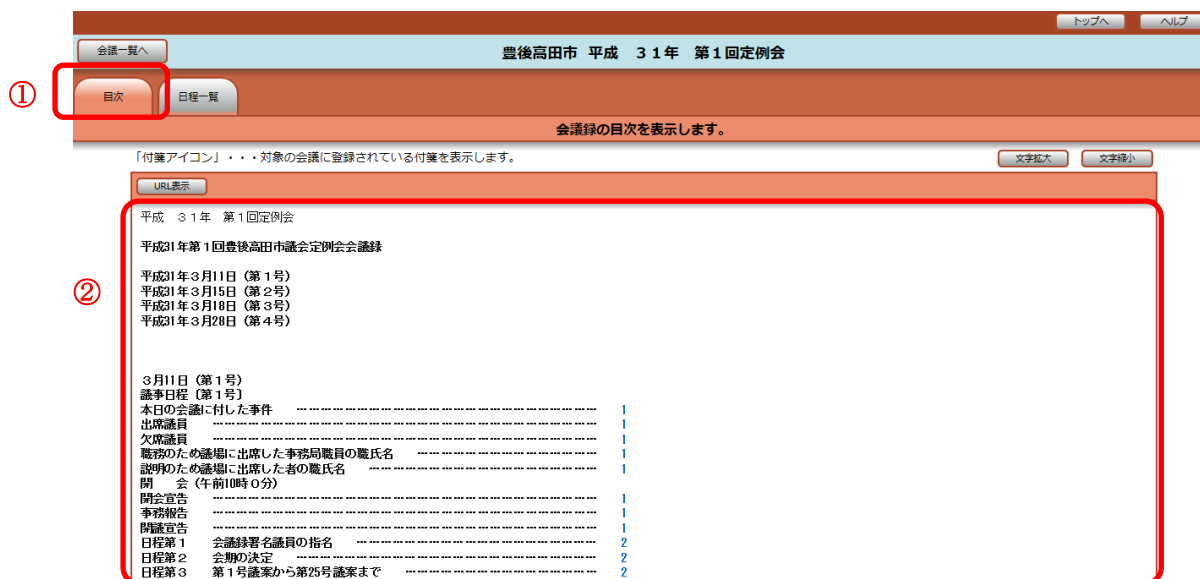 トップへ ヘルプ
会議一覧へ 豊後高田市 平成 31年 第1回定例会
① 目次 日程一覧
会議録の目次を表示します。
「付箋アイコン」・・・対象の会議に登録されている付箋を表示します。 文字拡大 文字縮小
URL表示
平成 31年 第1回定例会
平成31年第1回豊後高田市議会定例会会議録
平成31年3月11日(第1号)
②
平成31年3月15日(第2号)
平成31年3月18日(第3号)
平成31年3月28日(第4号)
3月11日(第1号)
議事日程〔第1号〕
本日の会議に付した事件 ………………………………………………………………… 1
出席議員 ………………………………………………………………… 1
欠席議員 ………………………………………………………………… 1
職務のため議場に出席した事務局職員の職氏名 ……………………………… 1
説明のため議場に出席した者の職氏名 ……………………………………… 1
開 会(午前10時0分)
開会宣告 ………………………………………………………………… 1
事務報告 ………………………………………………………………… 1
開議宣告 ………………………………………………………………… 1
日程第1 会議録署名議員の指名 ……………………………………… 2
日程第2 会期の決定 ………………………………………………… 2
日程第3 第1号議案から第25号議案まで ……………………………… 2